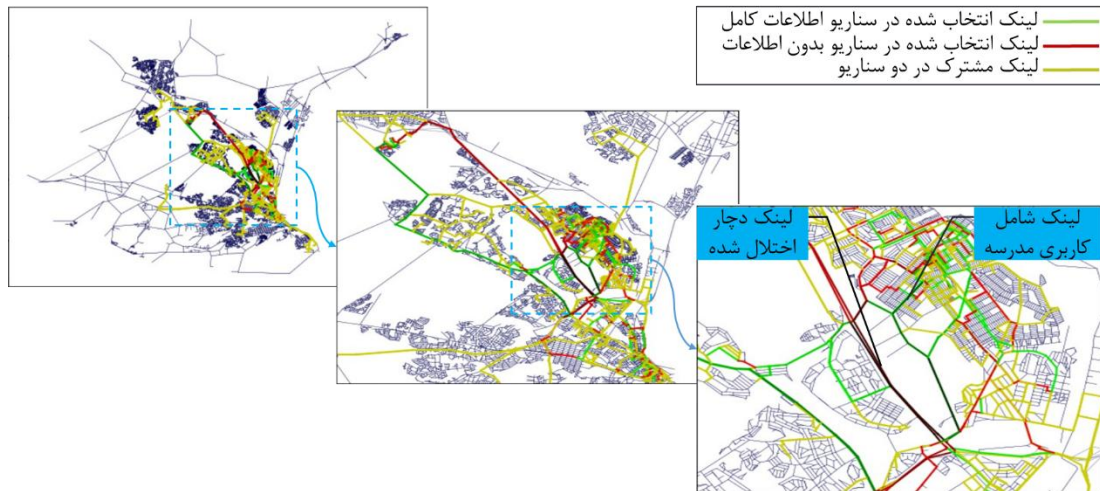 لینک انتخاب شده در سناریو اطلاعات کامل
لینک انتخاب شده در سناریو بدون اطلاعات
لینک مشترک در دو سناریو
لینک شامل
کاربری مدرسه
لینک دچار
اختلال شده